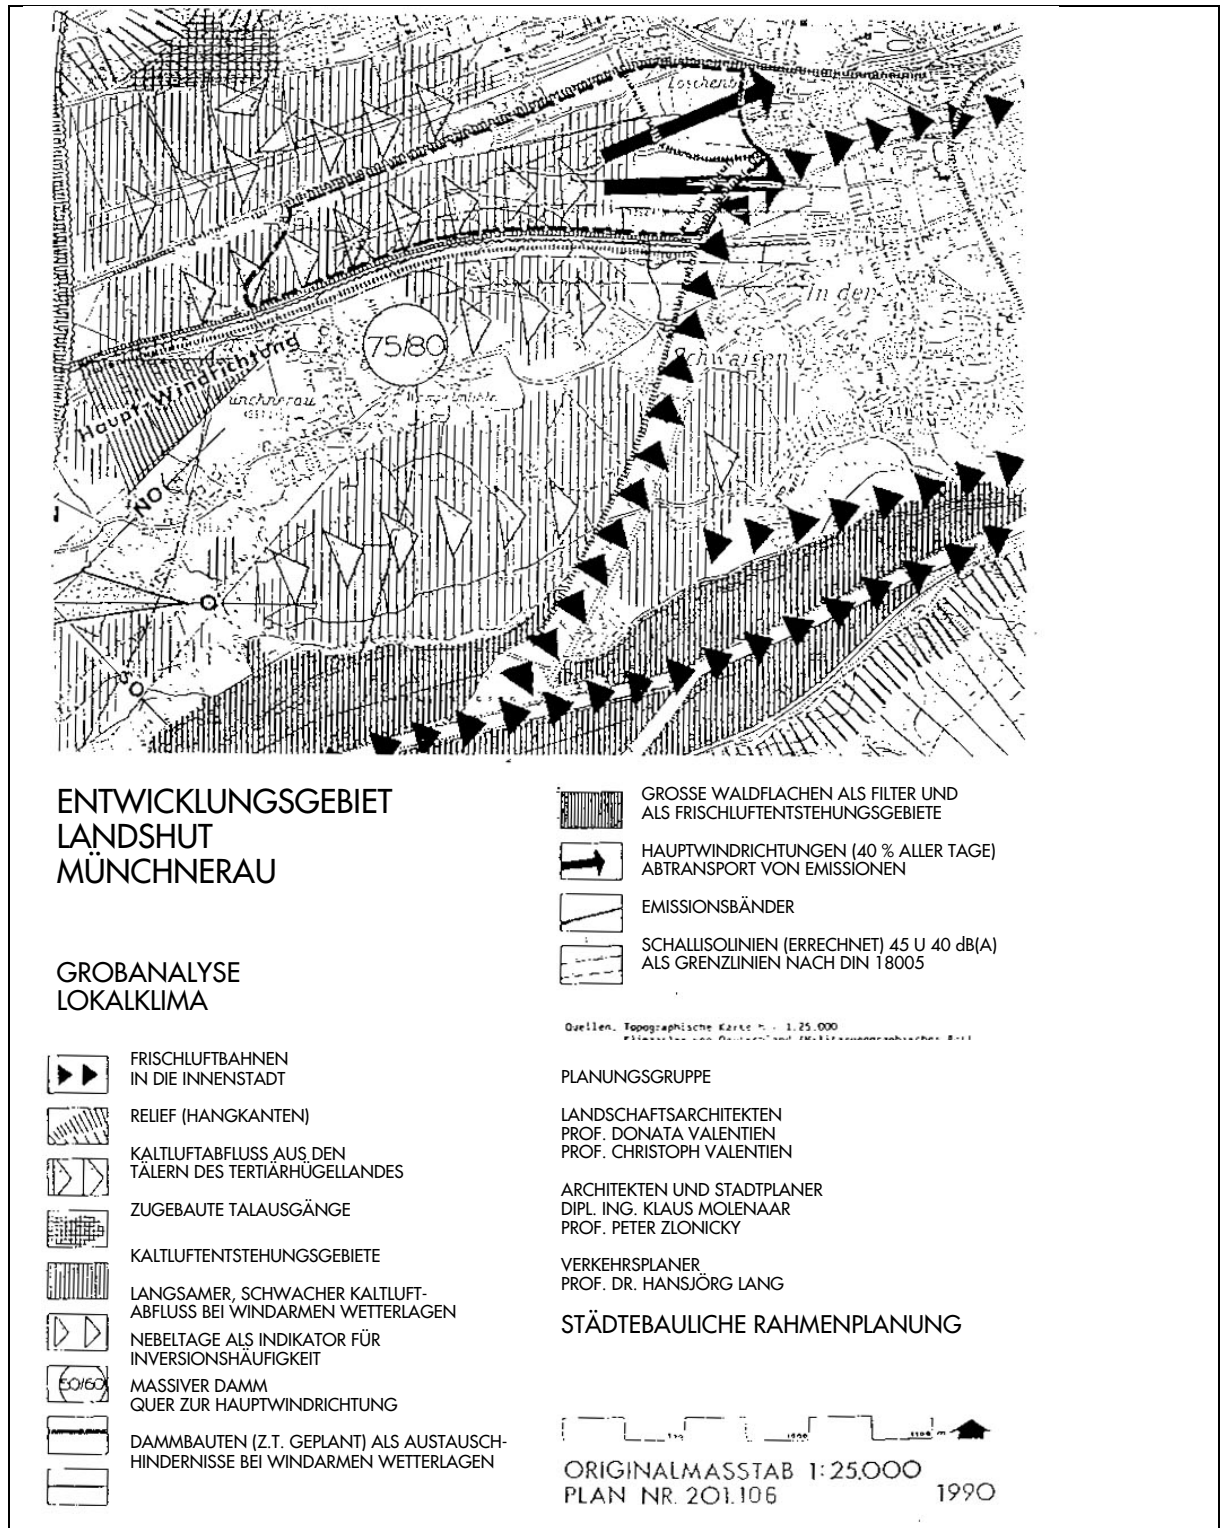 Loschenb
In den
Schwaigen
75/80
Haupt-Windrichtung
NO
O
SO
ENTWICKLUNGSGEBIET
LANDSHUT
MÜNCHNERAU
GROBANALYSE
LOKALKLIMA
FRISCHLUFTBAHNEN
IN DIE INNENSTADT
RELIEF (HANGKANTEN)
KALTLUFTABFLUSS AUS DEN
TÄLERN DES TERTIÄRHÜGELLANDES
ZUGEBAUTE TALAUSGÄNGE
KALTLUFTENTSTEHUNGSGEBIETE
LANGSAMER, SCHWACHER KALTLUFT-
ABFLUSS BEI WINDARMEN WETTERLAGEN
NEBELTAGE ALS INDIKATOR FÜR
INVERSIONSHÄUFIGKEIT
50/60
MASSIVER DAMM
QUER ZUR HAUPTWINDRICHTUNG
DAMMBAUTEN (Z.T. GEPLANT) ALS AUSTAUSCH-
HINDERNISSE BEI WINDARMEN WETTERLAGEN
GROSSE WALDFLACHEN ALS FILTER UND
ALS FRISCHLUFTENTSTEHUNGSGEBIETE
HAUPTWINDRICHTUNGEN (40 % ALLER TAGE)
ABTRANSPORT VON EMISSIONEN
EMISSIONSBÄNDER
SCHALLISOLINIEN (ERRECHNET) 45 U 40 dB(A)
ALS GRENZLINIEN NACH DIN 18005
Quellen. Topographische Karte 1.25.000
PLANUNGSGRUPPE
LANDSCHAFTSARCHITEKTEN
PROF. DONATA VALENTIEN
PROF. CHRISTOPH VALENTIEN
ARCHITEKTEN UND STADTPLANER
DIPL. ING. KLAUS MOLENAAR
PROF. PETER ZLONICKY
VERKEHRSPLANER
PROF. DR. HANSJÖRG LANG
STÄDTEBAULICHE RAHMENPLANUNG
ORIGINALMASSTAB 1:25.000
PLAN NR. 201.106
1990